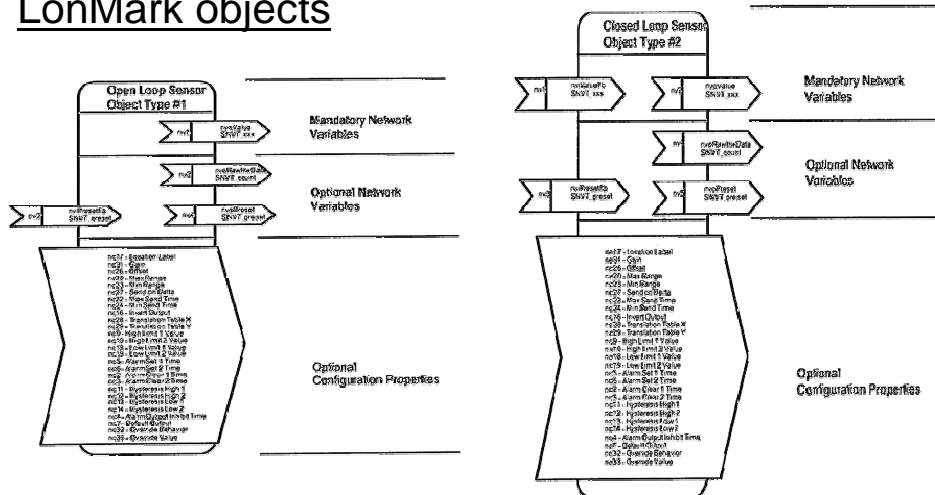 LonMark objects
Open Loop Sensor
Object Type #1
nvoValue
SNVT_xxx
Mandatory Network
Variables
nv2
SNVT_count
Optional Network
Variables
SNVT_preset
nvoPreset
SNVT_preset
nc17 - Location Label
Gain
nc26 - Offset
nc20 - Max Range
nc23 - Min Range
nc27 - Send on Delta
nc22 - Max Send Time
nc24 - Min Send Time
nc16 - Invert Output
nc28 - Translation Table X
nc29 - Translation Table Y
nc9 - High Limit 1 Value
nc10 - High Limit 2 Value
nc18 - Low Limit 1 Value
nc19 - Low Limit 2 Value
nc5 - Alarm Set 1 Time
nc6 - Alarm Set 2 Time
nc2 - Alarm Clear 1 Time
nc3 - Alarm Clear 2 Time
nc11 - Hysteresis High 1
nc12 - Hysteresis High 2
nc13 - Hysteresis Low 1
nc14 - Hysteresis Low 2
nc4 - Alarm Output Inhibit Time
nc7 - Default Output
nc32 - Override Behavior
nc33 - Override Value
Optional
Configuration Properties
Closed Loop Sensor
Object Type #2
nv1
nvoValue
SNVT_xxx
SNVT_xxx
Mandatory Network
Variables
SNVT_count
Optional Network
Variables
nv3
SNVT_preset
nvoPreset
SNVT_preset
nc17 - Location Label
Gain
nc26 - Offset
nc20 - Max Range
nc23 - Min Range
nc27 - Send on Delta
nc22 - Max Send Time
nc24 - Min Send Time
nc16 - Invert Output
nc28 - Translation Table X
nc29 - Translation Table Y
nc9 - High Limit 1 Value
nc10 - High Limit 2 Value
nc18 - Low Limit 1 Value
nc19 - Low Limit 2 Value
nc5 - Alarm Set 1 Time
nc6 - Alarm Set 2 Time
nc2 - Alarm Clear 1 Time
nc3 - Alarm Clear 2 Time
nc11 - Hysteresis High 1
nc12 - Hysteresis High 2
nc13 - Hysteresis Low 1
nc14 - Hysteresis Low 2
nc4 - Alarm Output Inhibit Time
nc7 - Default Output
nc32 - Override Behavior
nc33 - Override Value
Optional
Configuration Properties